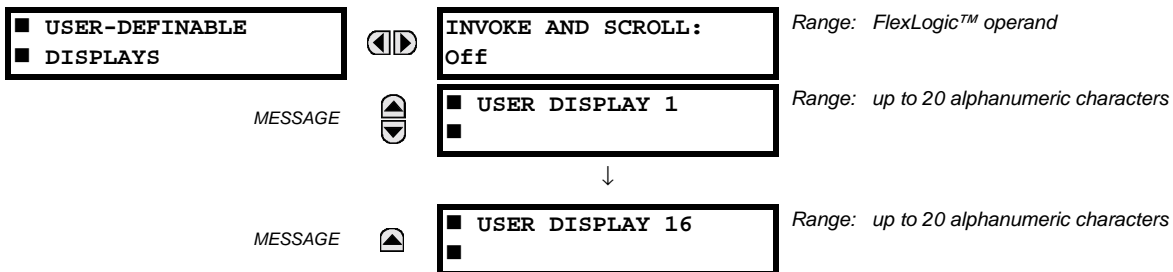 ■ USER-DEFINABLE
■ DISPLAYS
INVOKE AND SCROLL:
Off
Range: FlexLogic™ operand
MESSAGE
■ USER DISPLAY 1
■
Range: up to 20 alphanumeric characters
↓
MESSAGE
■ USER DISPLAY 16
■
Range: up to 20 alphanumeric characters